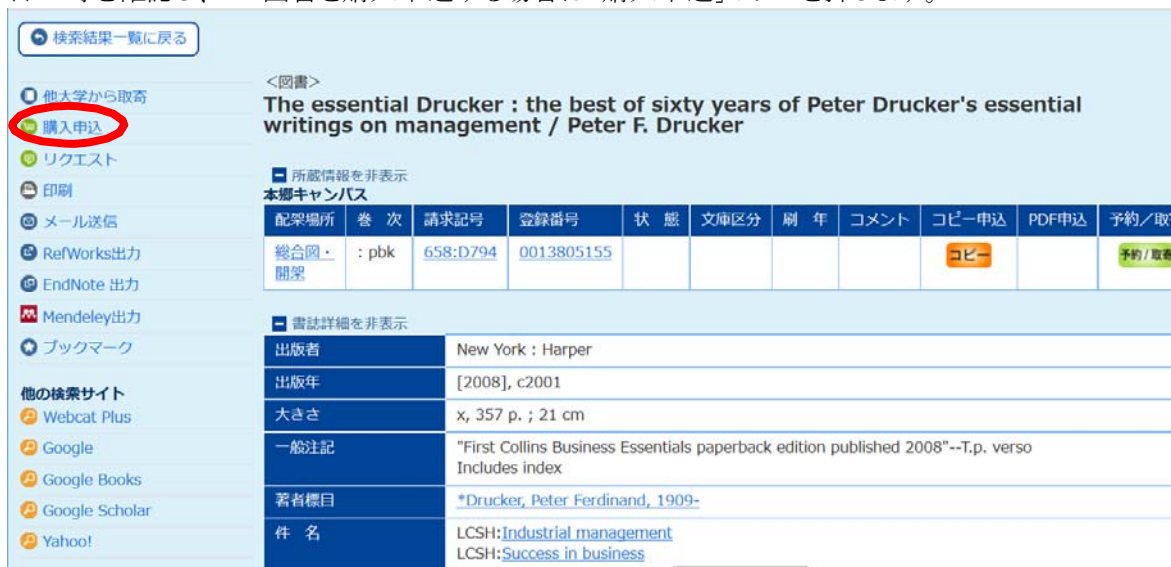 検索結果一覧に戻る
他大学から取寄
購入申込
リクエスト
印刷
メール送信
RefWorks出力
EndNote 出力
Mendeley出力
ブックマーク
他の検索サイト
Webcat Plus
Google
Google Books
Google Scholar
Yahoo!
<図書>
The essential Drucker : the best of sixty years of Peter Drucker's essential
writings on management / Peter F. Drucker
所蔵情報を非表示
本郷キャンパス
配架場所 巻 次 請求記号 登録番号 状 態 文庫区分 刷 年 コメント コピー申込 PDF申込 予約／取
総合図・ : pbk 658:D794 0013805155 コピー 予約/取寄
開架
書誌詳細を非表示
出版者 New York : Harper
出版年 [2008], c2001
大きさ x, 357 p. ; 21 cm
一般注記 "First Collins Business Essentials paperback edition published 2008"--T.p. verso
Includes index
著者標目 *Drucker, Peter Ferdinand, 1909-
件 名 LCSH:Industrial management
LCSH:Success in business